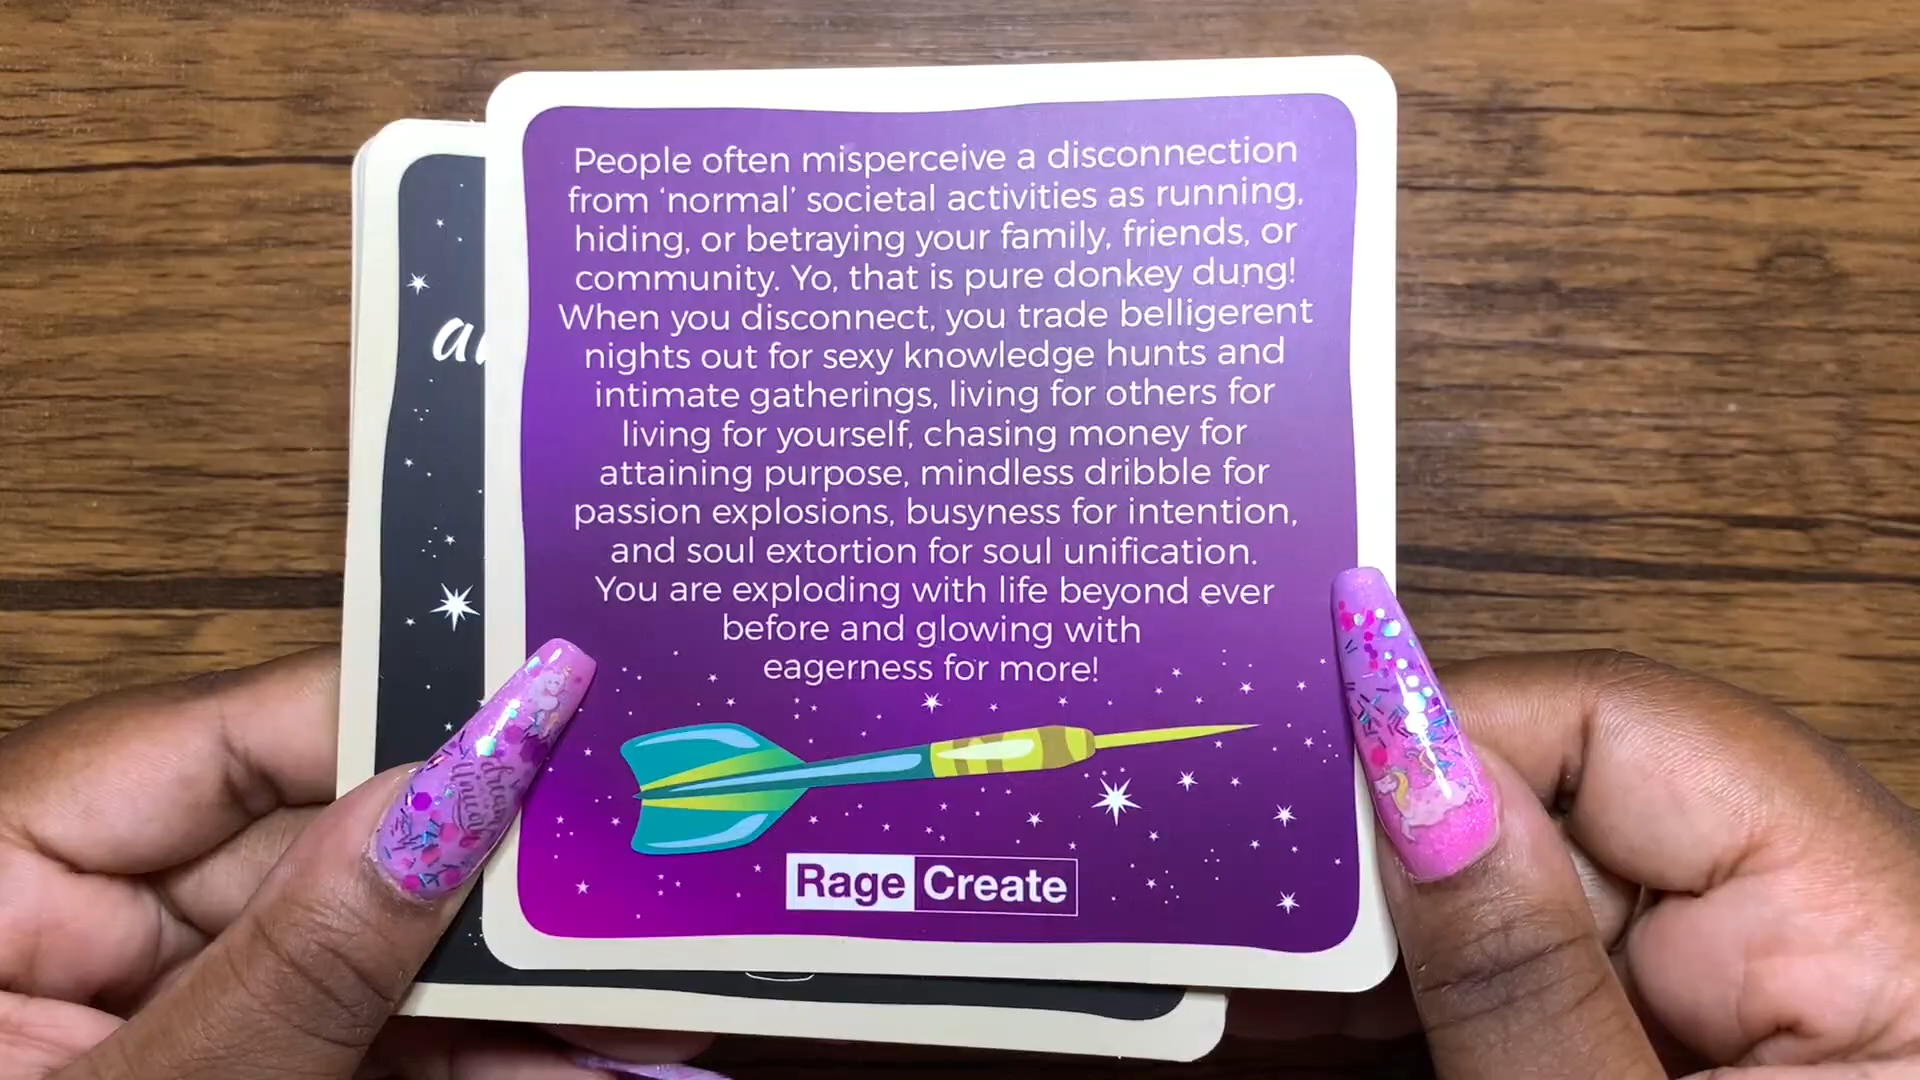 People often misperceive a disconnection
from ‘normal’ societal activities as running,
hiding, or betraying your family, friends, or
community. Yo, that is pure donkey dung!
When you disconnect, you trade belligerent
nights out for sexy knowledge hunts and
intimate gatherings, living for others for
living for yourself, chasing money for
attaining purpose, mindless dribble for
passion explosions, busyness for intention,
and soul extortion for soul unification.
You are exploding with life beyond ever
before and glowing with
eagerness for more!
Rage Create